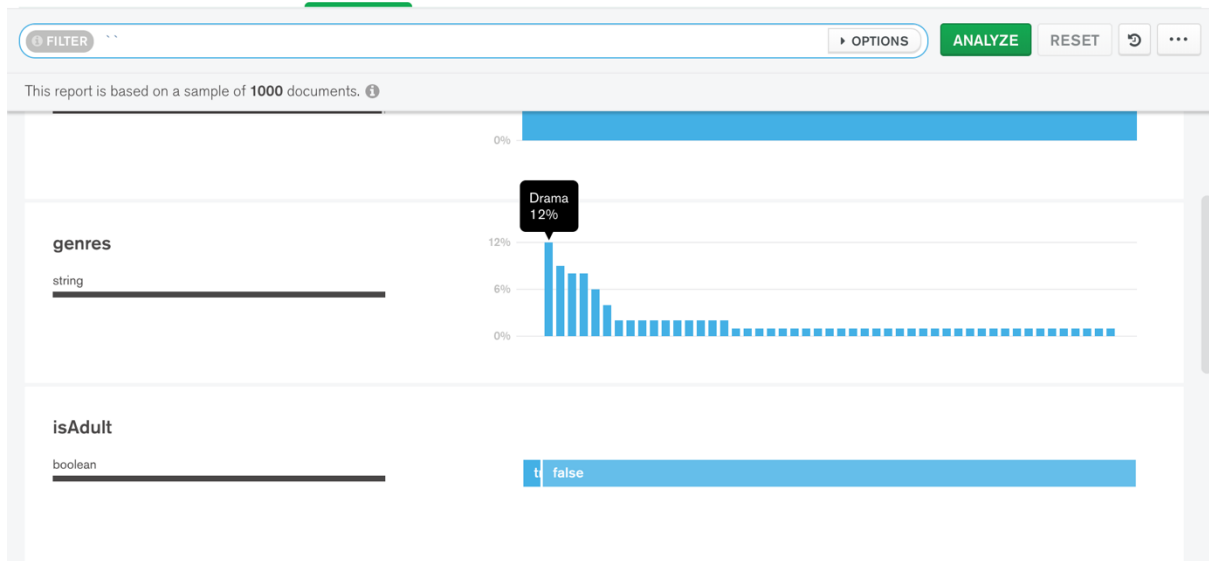 FILTER ``
OPTIONS
ANALYZE
RESET
This report is based on a sample of 1000 documents.
0%
Drama
12%
genres
string
12%
6%
0%
isAdult
boolean
false